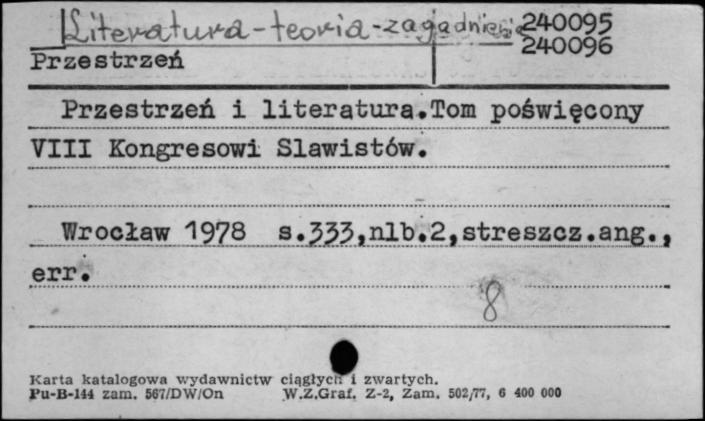 Literatura - teoria - zagadnienia 240095
240096
Przestrzeń
Przestrzeń i literatura.Tom poświęcony
VIII Kongresowi Slawistów.
Wrocław 1978 s.333,nlb.2,streszcz.ang.,
err.
8
Karta katalogowa wydawnictw ciągłych i zwartych.
Pu-B-144 zam. 567/DW/On W.Z.Graf. Z-2, Zam. 502/77, 6 400 000